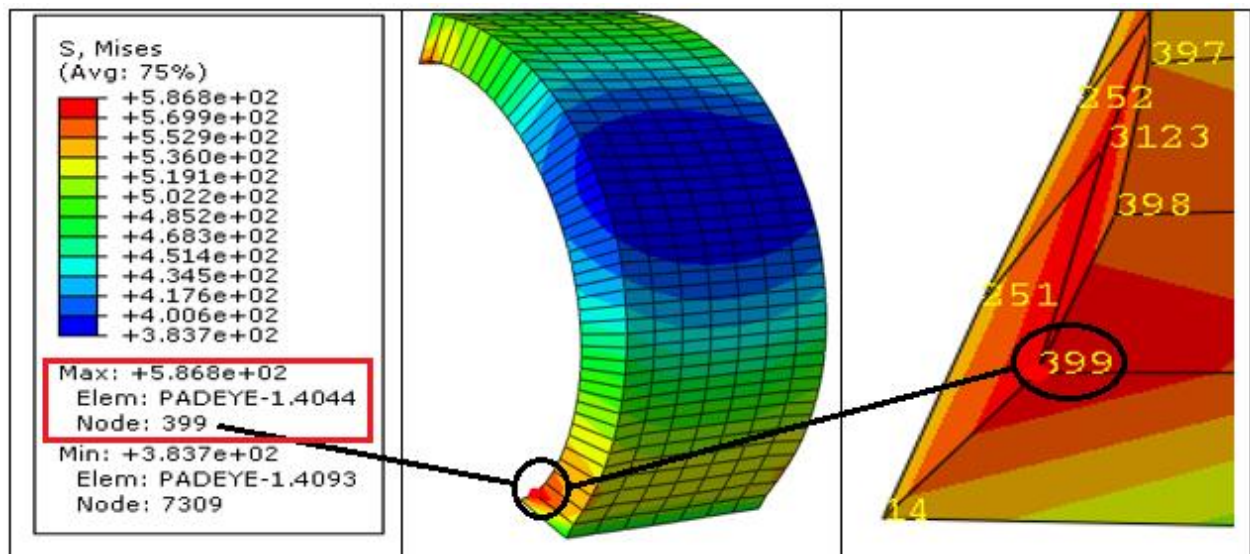 S, Mises
(Avg: 75%)
+5.868e+02
+5.699e+02
+5.529e+02
+5.360e+02
+5.191e+02
+5.022e+02
+4.852e+02
+4.683e+02
+4.514e+02
+4.345e+02
+4.176e+02
+4.006e+02
+3.837e+02
Max: +5.868e+02
Elem: PADEYE-1.4044
Node: 399
Min: +3.837e+02
Elem: PADEYE-1.4093
Node: 7309
397
252
3123
398
251
399
14